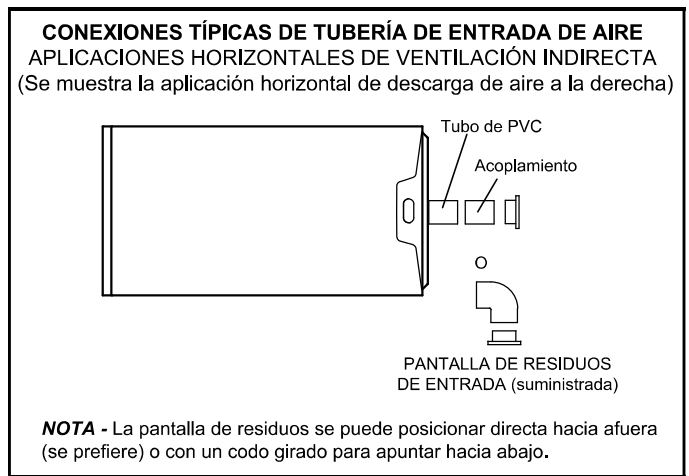 CONEXIONES TÍPICAS DE TUBERÍA DE ENTRADA DE AIRE
APLICACIONES HORIZONTALES DE VENTILACIÓN INDIRECTA
(Se muestra la aplicación horizontal de descarga de aire a la derecha)
Tubo de PVC
Acoplamiento
O
PANTALLA DE RESIDUOS
DE ENTRADA (suministrada)
NOTA - La pantalla de residuos se puede posicionar directa hacia afuera
(se prefiere) o con un codo girado para apuntar hacia abajo.